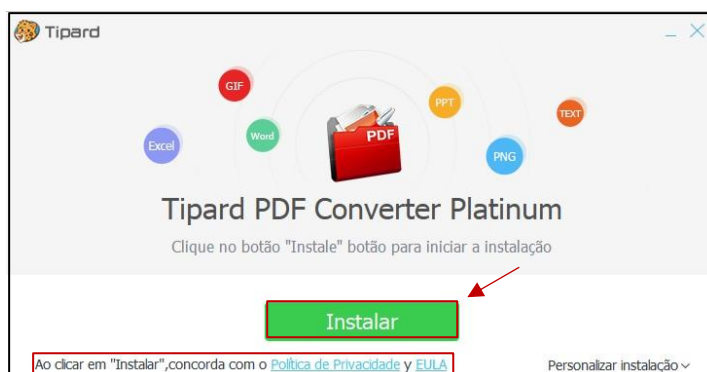 Tipard
GIF
PPT
TEXT
Word
Excel
PDF
PNG
Tipard PDF Converter Platinum
Clique no botão "Instale" botão para iniciar a instalação
Instalar
Ao clicar em "Instalar",concorda com o Política de Privacidade y EULA
Personalizar instalação